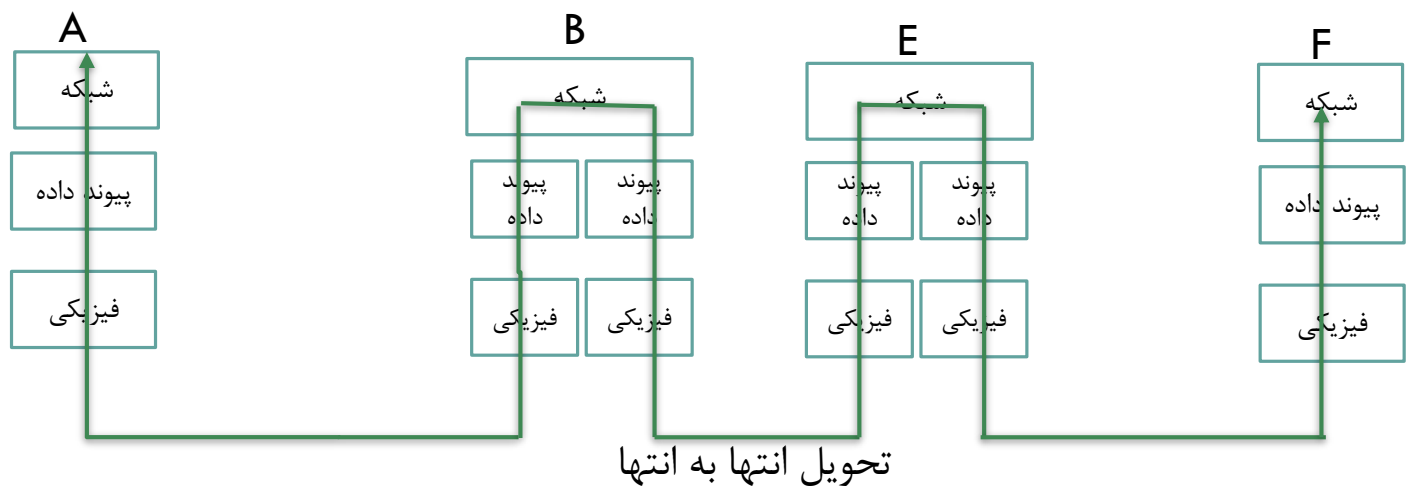 A
B
E
F
شبکه
شبکه
شبکه
شبکه
پیوند داده
پیوند
داده
پیوند
داده
پیوند
داده
پیوند
داده
پیوند داده
فیزیکی
فیزیکی
فیزیکی
فیزیکی
فیزیکی
فیزیکی
تحویل انتها به انتها